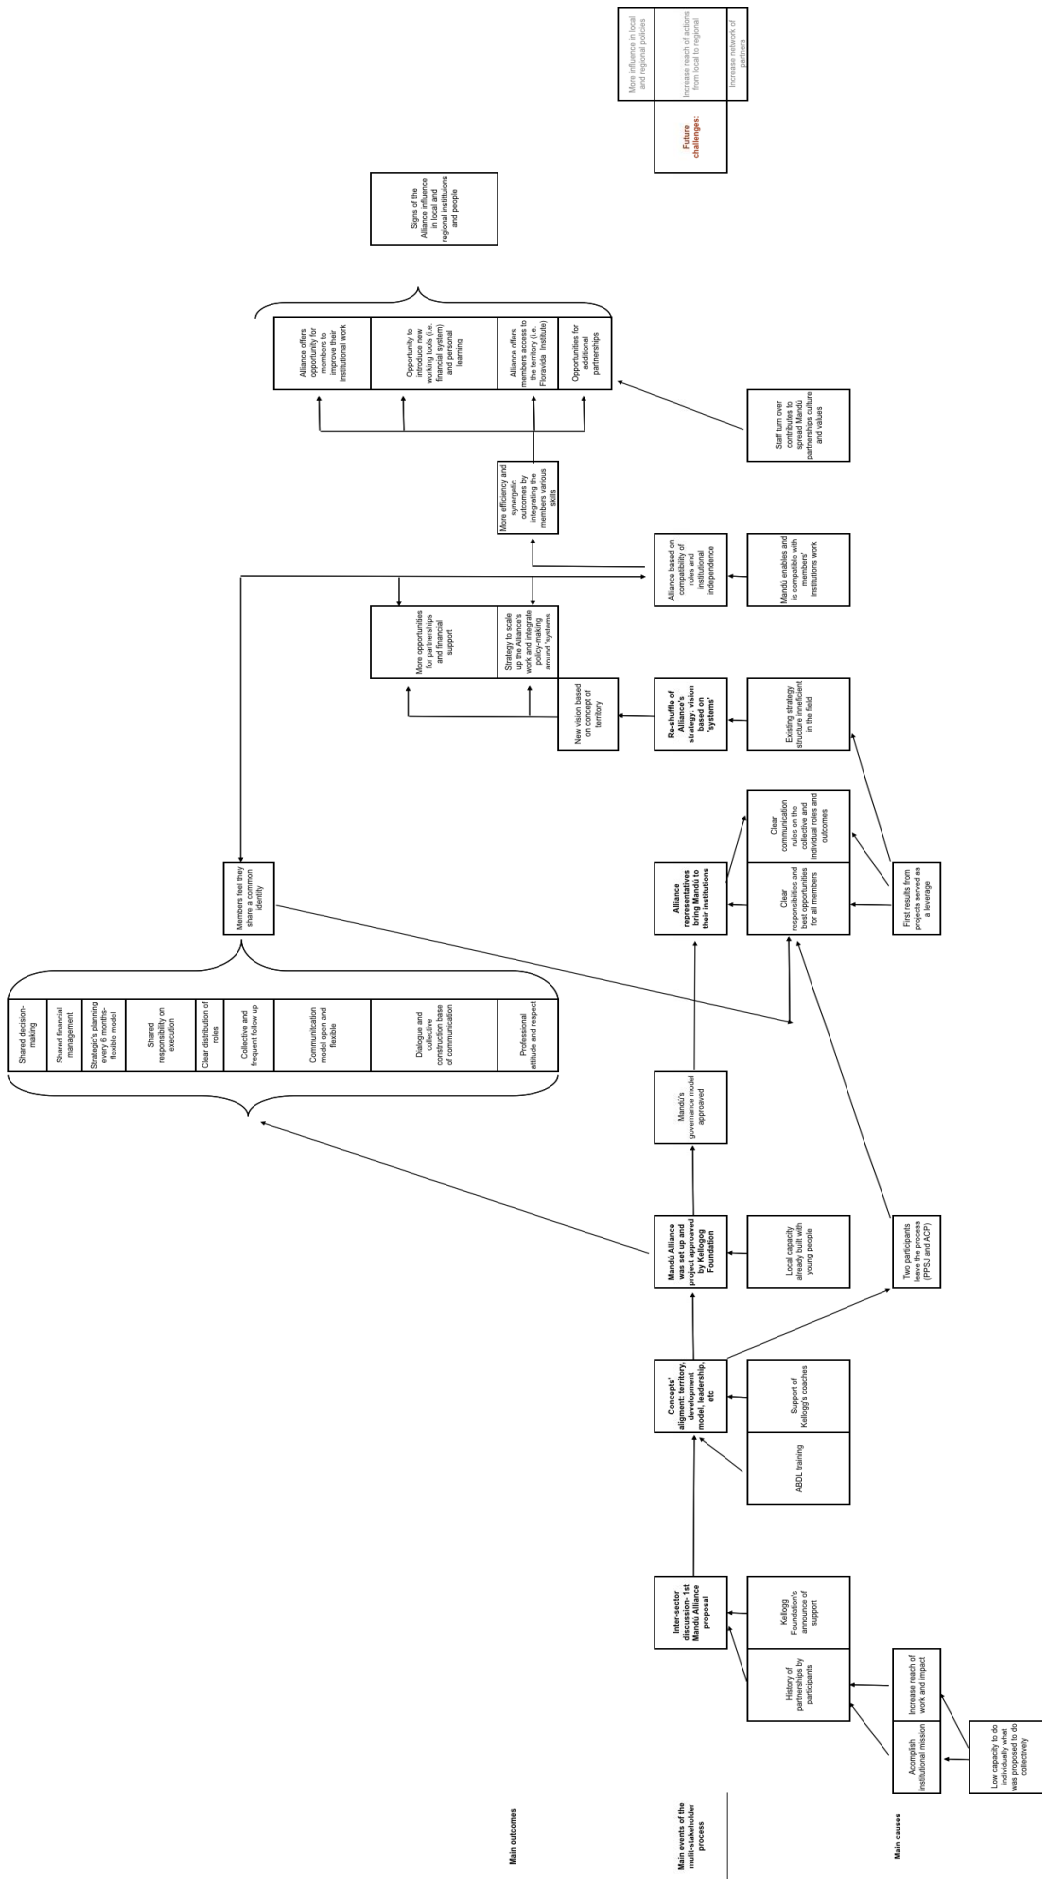 Main outcomes
Main events of the
multi-stakeholder
process
Main causes
Low capacity to do
individually what
was proposed to do
collectively
Acomplish
institutional mission
Increase reach of
work and impact
History of
partnerships by
participants
Kellogg
Foundation's
announce of
support
Inter-sector
discussion- 1st
Mandú Alliance
proposal
ABDL training
Support of
Kellogg's coaches
Concepts'
aligment: territory,
development
model, leadership,
etc
Two participants
leave the process
(PPSJ and ACP)
Local capacity
already built with
young people
Mandú Alliance
was set up and
project approaved
by Kellogog
Foundation
Mandú's
governance model
approaved
Shared decision-
making
Shared financial
management
Strategic's planning
every 6 months-
flexible model
Shared
responsibility on
execution
Clear distribution of
roles
Collective and
frequent follow up
Communitcation
model opon and
flexible
Dialogue and
collective
construction base
of communication
Professional
attitude and respect
Members feel they
share a common
identity
Alliance
representatives
bring Mandú to
their institutions
Clear
responsibilities and
best opportunities
for all members
Clear
communication
rules on the
collective and
individual roles and
outcomes
First results from
projects served as
a leverage
Existing strategy
structure inneficient
in the field
Re-shuffle of
Alliance's
strategy: vision
based on
'systems'
New vision based
on concept of
territory
More opportunities
for partnerships
and financial
support
Strategy to scale
up the Alliance's
work and integrate
policy-making
around 'systems
Alliance based on
compatibility of
rules and
institutional
independence
Mandú enables and
is compatible with
members'
institutions work
More efficiency and
synergetic
outcomes by
integrating the
members various
skills
Staff turn over
contributes to
spread Mandú
partnerships culture
and values
Alliance offers
opportunity for
members to
improve their
institutional work
Opportunity to
introduce new
working tools (i.e.
financial system)
and personal
learning
Alliance offers
members access to
the territory (i.e.
Floravida Institute)
Opportunities for
additional
partnerships
Signs of the
Alliance influence
in local and
regional instituions
and people
Future
challenges:
More influence in local
and regional policies
Increase reach of actions
from local to regional
Increase network of
partners